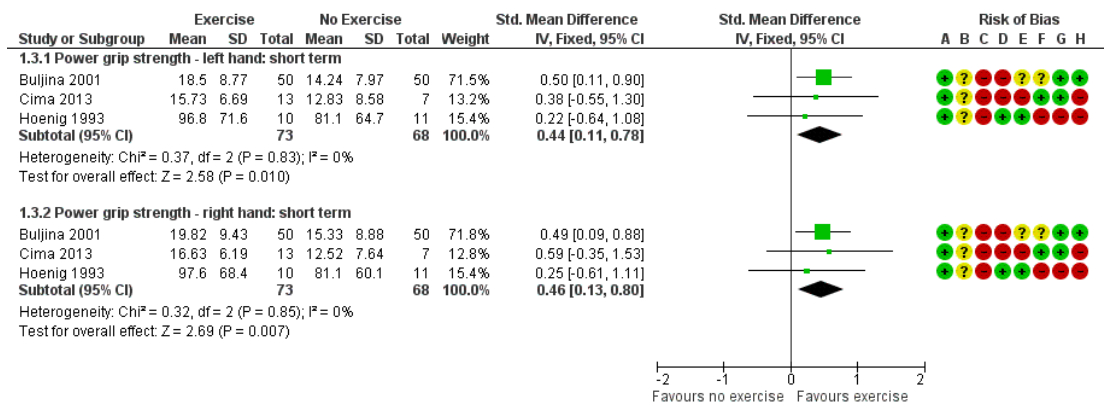 Exercise No Exercise Std. Mean Difference Std. Mean Difference Risk of Bias
Study or Subgroup Mean SD Total Mean SD Total Weight IV, Fixed, 95% CI IV, Fixed, 95% CI A B C D E F G H
1.3.1 Power grip strength - left hand: short term
Buljina 2001 18.5 8.77 50 14.24 7.97 50 71.5% 0.50 [0.11, 0.90] + ? - - ? ? + +
Cima 2013 15.73 6.69 13 12.83 8.58 7 13.2% 0.38 [-0.55, 1.30] + ? - - - + + -
Hoenig 1993 96.8 71.6 10 81.1 64.7 11 15.4% 0.22 [-0.64, 1.08] + ? - + + - - -
Subtotal (95% CI) 73 68 100.0% 0.44 [0.11, 0.78]
Heterogeneity: Chi² = 0.37, df = 2 (P = 0.83); I² = 0%
Test for overall effect: Z = 2.58 (P = 0.010)
1.3.2 Power grip strength - right hand: short term
Buljina 2001 19.82 9.43 50 15.33 8.88 50 71.8% 0.49 [0.09, 0.88] + ? - - ? ? + +
Cima 2013 16.63 6.19 13 12.52 7.64 7 12.8% 0.59 [-0.35, 1.53] + ? - - - + + -
Hoenig 1993 97.6 68.4 10 81.1 60.1 11 15.4% 0.25 [-0.61, 1.11] + ? - + + - - -
Subtotal (95% CI) 73 68 100.0% 0.46 [0.13, 0.80]
Heterogeneity: Chi² = 0.32, df = 2 (P = 0.85); I² = 0%
Test for overall effect: Z = 2.69 (P = 0.007)
-2 -1 0 1 2
Favours no exercise Favours exercise